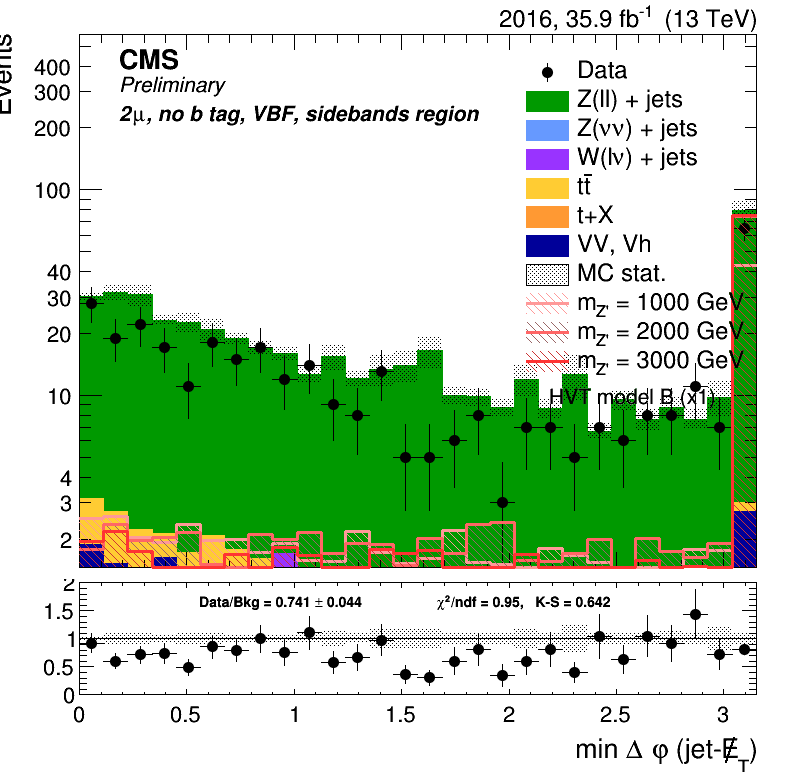 2016, 35.9 fb⁻¹ (13 TeV)
Events
CMS
Preliminary
2μ, no b tag, VBF, sidebands region
Data
Z(ll) + jets
Z(νν) + jets
W(lν) + jets
tt̄
t+X
VV, Vh
MC stat.
m_Z' = 1000 GeV
m_Z' = 2000 GeV
m_Z' = 3000 GeV
HVT model B (x1)
400
300
200
100
40
30
20
10
4
3
2
Data/Bkg = 0.741 ± 0.044 χ²/ndf = 0.95, K-S = 0.642
2
1.5
1
0.5
0
0 0.5 1 1.5 2 2.5 3
min Δ φ (jet-E̸_T)